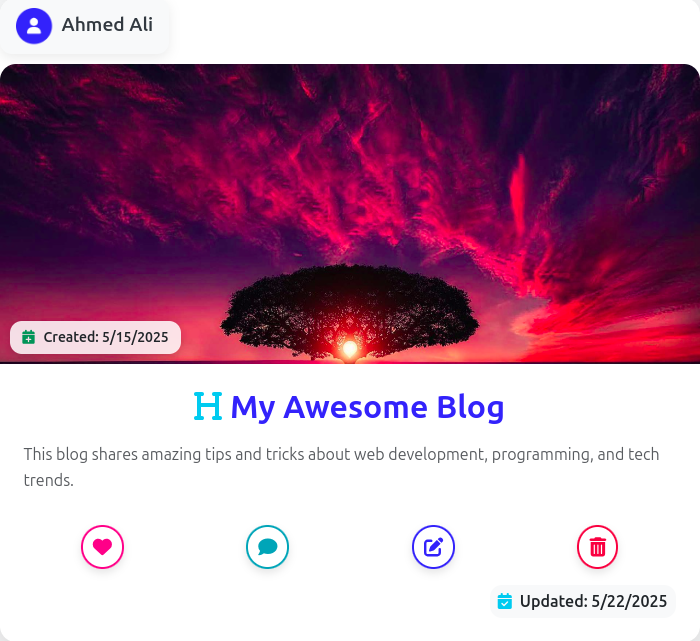 Ahmed Ali
Created: 5/15/2025
My Awesome Blog
This blog shares amazing tips and tricks about web development, programming, and tech
trends.
Updated: 5/22/2025